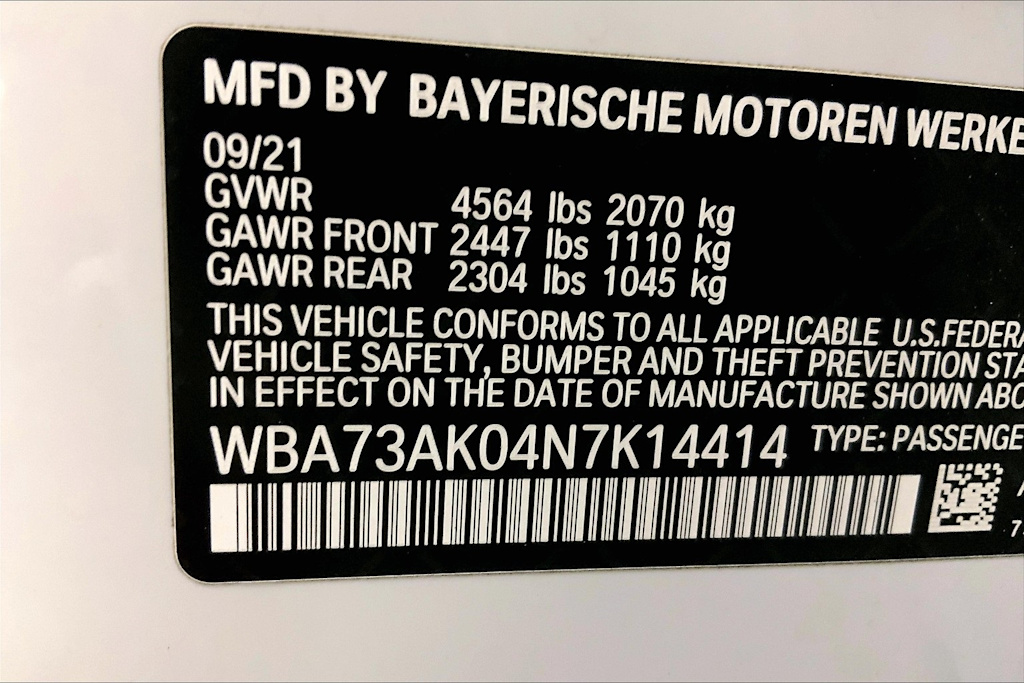 MFD BY BAYERISCHE MOTOREN WERKE
09/21
GVWR 4564 lbs 2070 kg
GAWR FRONT 2447 lbs 1110 kg
GAWR REAR 2304 lbs 1045 kg
THIS VEHICLE CONFORMS TO ALL APPLICABLE U.S.FEDERA
VEHICLE SAFETY, BUMPER AND THEFT PREVENTION STA
IN EFFECT ON THE DATE OF MANUFACTURE SHOWN ABO
WBA73AK04N7K14414 TYPE: PASSENGE